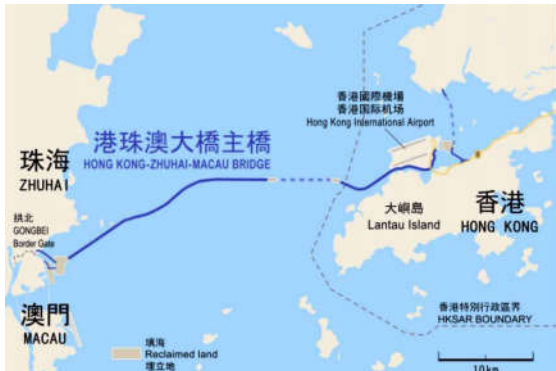 香港國際機場
香港国际机场
Hong Kong International Airport
港珠澳大橋主橋
HONG KONG-ZHUHAI-MACAU BRIDGE
珠海
ZHUHAI
拱北
GONGBEI
Border Gate
大嶼島
Lantau Island
香港
HONG KONG
澳門
MACAU
香港特別行政區界
HKSAR BOUNDARY
填海
Reclaimed land
埋立地
10km